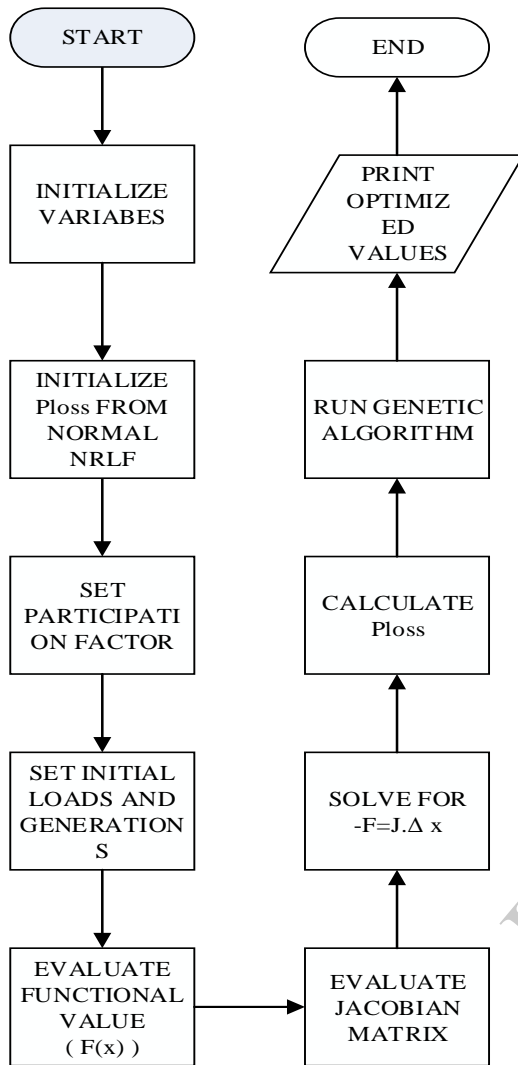 START
INITIALIZE
VARIABES
INITIALIZE
Ploss FROM
NORMAL
NRLF
SET
PARTICIPATI
ON FACTOR
SET INITIAL
LOADS AND
GENERATION
S
EVALUATE
FUNCTIONAL
VALUE
( F(x) )
EVALUATE
JACOBIAN
MATRIX
SOLVE FOR
-F=J.Δ x
CALCULATE
Ploss
RUN GENETIC
ALGORITHM
PRINT
OPTIMIZ
ED
VALUES
END